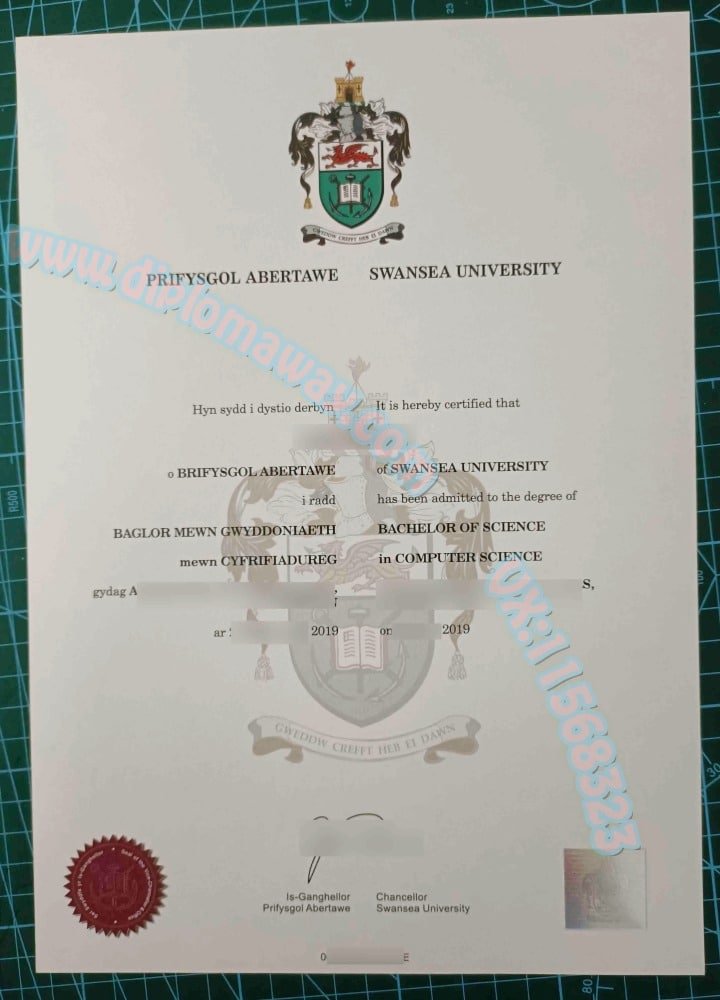 GWEDDW CREFFT HEB EI DAWN
PRIFYSGOL ABERTAWE SWANSEA UNIVERSITY
www.diplomaway.com
Hyn sydd i dystio derbyn It is hereby certified that
o BRIFYSGOL ABERTAWE of SWANSEA UNIVERSITY
i radd has been admitted to the degree of
BAGLOR MEWN GWYDDONIAETH BACHELOR OF SCIENCE
mewn CYFRIFIADUREG in COMPUTER SCIENCE
gydag A , S,
ar 2019 on 2019
VX:11568323
GWEDDW CREFFT HEB EI DAWN
Is-Ganghellor Chancellor
Prifysgol Abertawe Swansea University